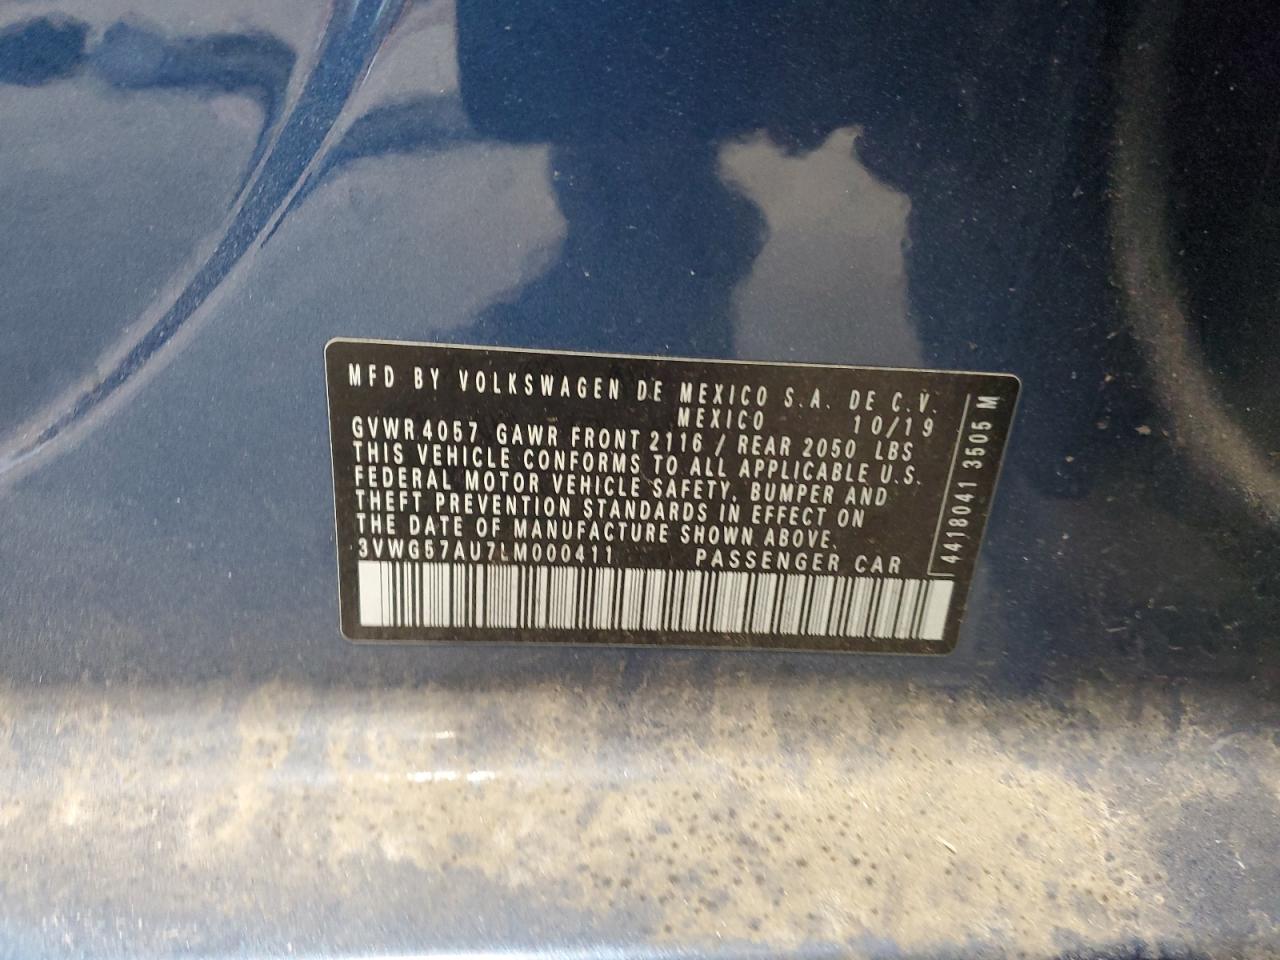 MFD BY VOLKSWAGEN DE MEXICO S.A. DE C.V.
MEXICO 10/19
GVWR 4057 GAWR FRONT 2116 / REAR 2050 LBS
THIS VEHICLE CONFORMS TO ALL APPLICABLE U.S.
FEDERAL MOTOR VEHICLE SAFETY, BUMPER AND
THEFT PREVENTION STANDARDS IN EFFECT ON
THE DATE OF MANUFACTURE SHOWN ABOVE.
3VWG57AU7LM000411 PASSENGER CAR
4418041 3505 M